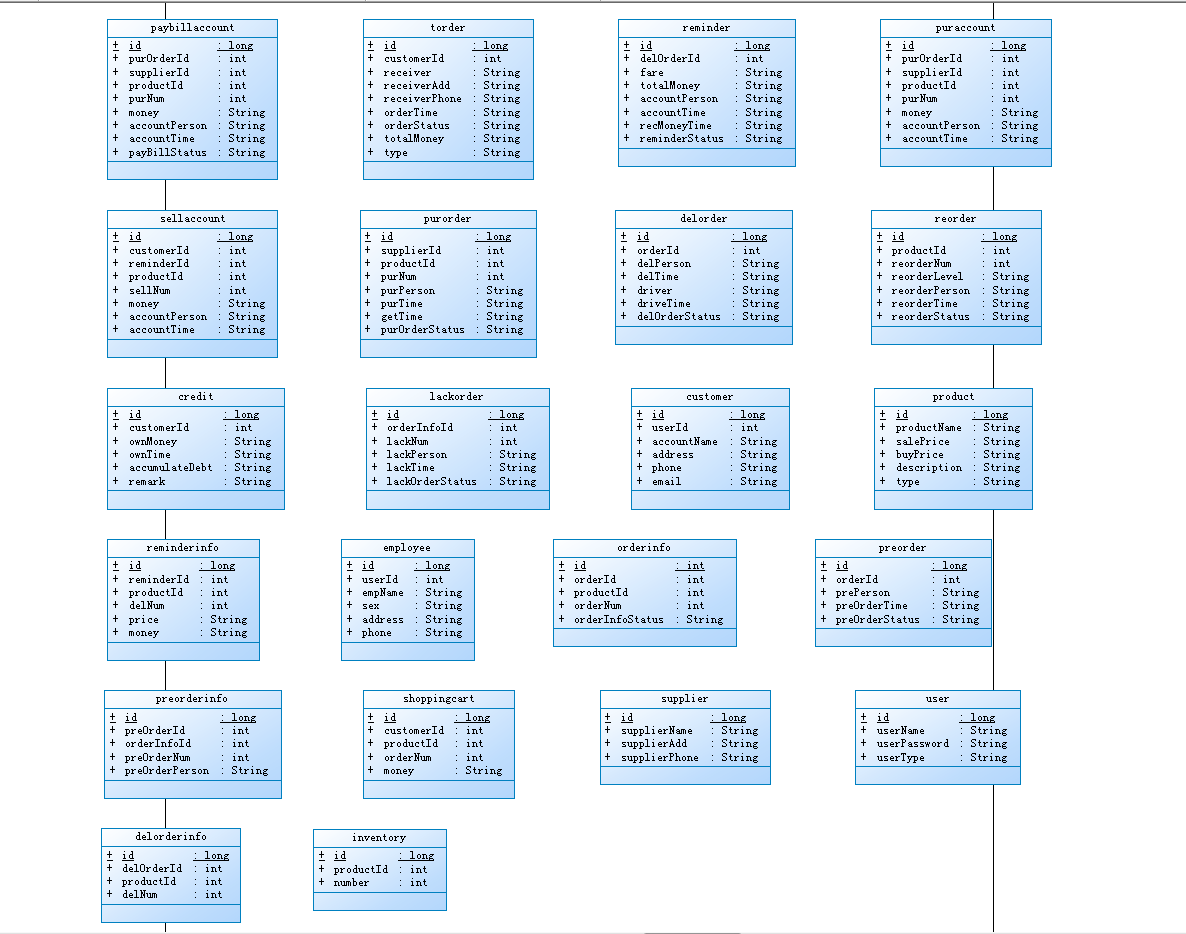 paybillaccount
+ id : long
+ purOrderId : int
+ supplierId : int
+ productId : int
+ purNum : int
+ money : String
+ accountPerson : String
+ accountTime : String
+ payBillStatus : String
torder
+ id : long
+ customerId : int
+ receiver : String
+ receiverAdd : String
+ receiverPhone : String
+ orderTime : String
+ orderStatus : String
+ totalMoney : String
+ type : String
reminder
+ id : long
+ delOrderId : int
+ fare : String
+ totalMoney : String
+ accountPerson : String
+ accountTime : String
+ recMoneyTime : String
+ reminderStatus : String
puraccount
+ id : long
+ purOrderId : int
+ supplierId : int
+ productId : int
+ purNum : int
+ money : String
+ accountPerson : String
+ accountTime : String
sellaccount
+ id : long
+ customerId : int
+ reminderId : int
+ productId : int
+ sellNum : int
+ money : String
+ accountPerson : String
+ accountTime : String
purorder
+ id : long
+ supplierId : int
+ productId : int
+ purNum : int
+ purPerson : String
+ purTime : String
+ getTime : String
+ purOrderStatus : String
delorder
+ id : long
+ orderId : int
+ delPerson : String
+ delTime : String
+ driver : String
+ driveTime : String
+ delOrderStatus : String
reorder
+ id : long
+ productId : int
+ reorderNum : int
+ reorderLevel : String
+ reorderPerson : String
+ reorderTime : String
+ reorderStatus : String
credit
+ id : long
+ customerId : int
+ ownMoney : String
+ ownTime : String
+ accumulateDebt : String
+ remark : String
lackorder
+ id : long
+ orderInfoId : int
+ lackNum : int
+ lackPerson : String
+ lackTime : String
+ lackOrderStatus : String
customer
+ id : long
+ userId : int
+ accountName : String
+ address : String
+ phone : String
+ email : String
product
+ id : long
+ productName : String
+ salePrice : String
+ buyPrice : String
+ description : String
+ type : String
reminderinfo
+ id : long
+ reminderId : int
+ productId : int
+ delNum : int
+ price : String
+ money : String
employee
+ id : long
+ userId : int
+ empName : String
+ sex : String
+ address : String
+ phone : String
orderinfo
+ id : int
+ orderId : int
+ productId : int
+ orderNum : int
+ orderInfoStatus : String
preorder
+ id : long
+ orderId : int
+ prePerson : String
+ preOrderTime : String
+ preOrderStatus : String
preorderinfo
+ id : long
+ preOrderId : int
+ orderInfoId : int
+ preOrderNum : int
+ preOrderPerson : String
shoppingcart
+ id : long
+ customerId : int
+ productId : int
+ orderNum : int
+ money : String
supplier
+ id : long
+ supplierName : String
+ supplierAdd : String
+ supplierPhone : String
user
+ id : long
+ userName : String
+ userPassword : String
+ userType : String
delorderinfo
+ id : long
+ delOrderId : int
+ productId : int
+ delNum : int
inventory
+ id : long
+ productId : int
+ number : int